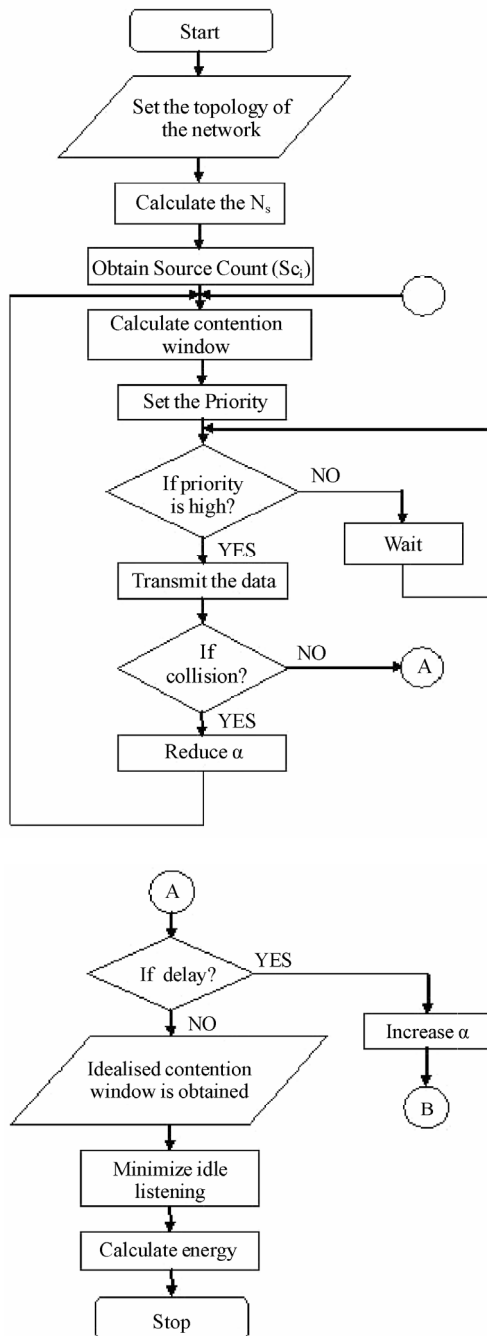 Start
Set the topology of
the network
Calculate the Ns
Obtain Source Count (Sci)
Calculate contention
window
Set the Priority
If priority
is high?
NO
Wait
YES
Transmit the data
If
collision?
NO
A
YES
Reduce α
A
If delay?
YES
Increase α
B
NO
Idealised contention
window is obtained
Minimize idle
listening
Calculate energy
Stop